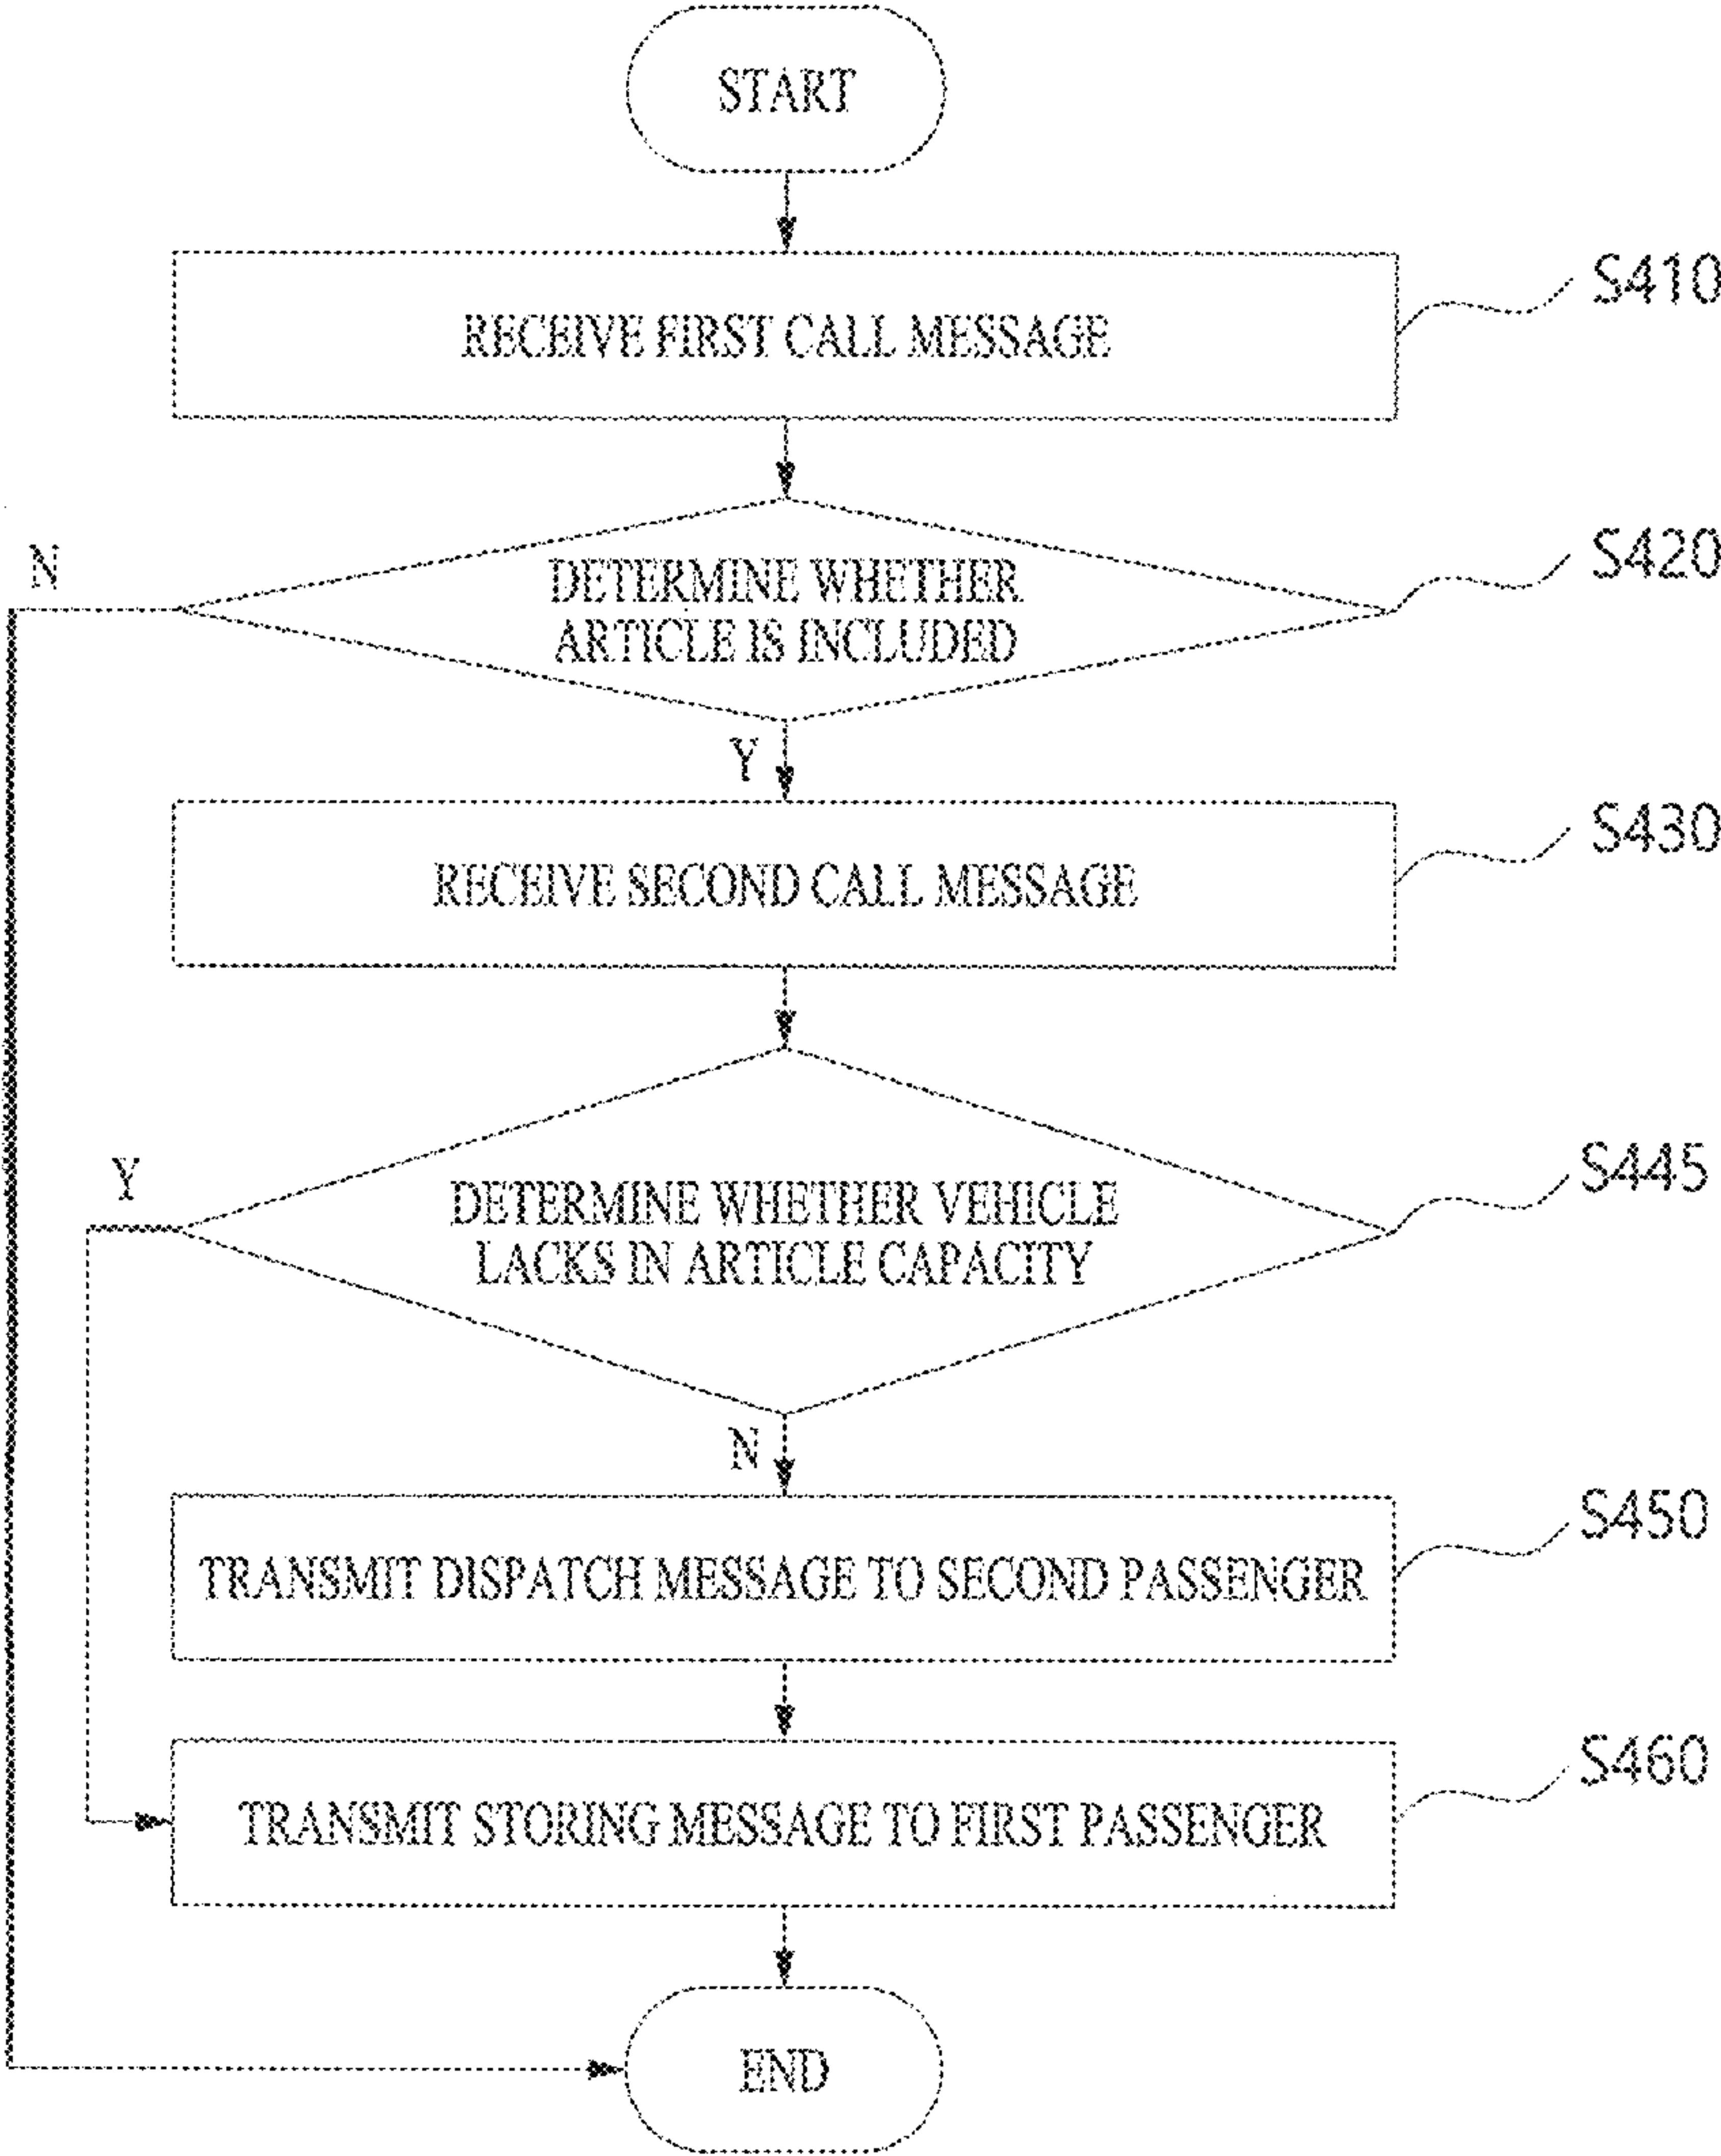 START
RECEIVE FIRST CALL MESSAGE
S410
N
DETERMINE WHETHER
ARTICLE IS INCLUDED
S420
Y
RECEIVE SECOND CALL MESSAGE
S430
Y
DETERMINE WHETHER VEHICLE
LACKS IN ARTICLE CAPACITY
S445
N
TRANSMIT DISPATCH MESSAGE TO SECOND PASSENGER
S450
TRANSMIT STORING MESSAGE TO FIRST PASSENGER
S460
END